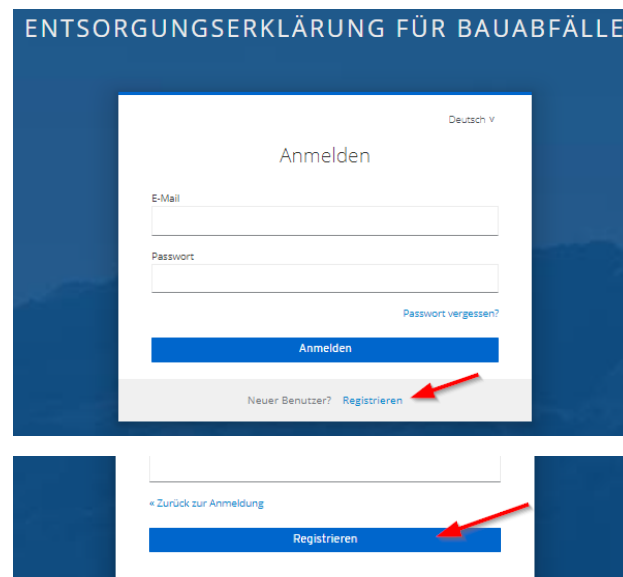 ENTSORGUNGSERKLÄRUNG FÜR BAUABFÄLLE
Deutsch ∨
Anmelden
E-Mail
Passwort
Passwort vergessen?
Anmelden
Neuer Benutzer? Registrieren
« Zurück zur Anmeldung
Registrieren